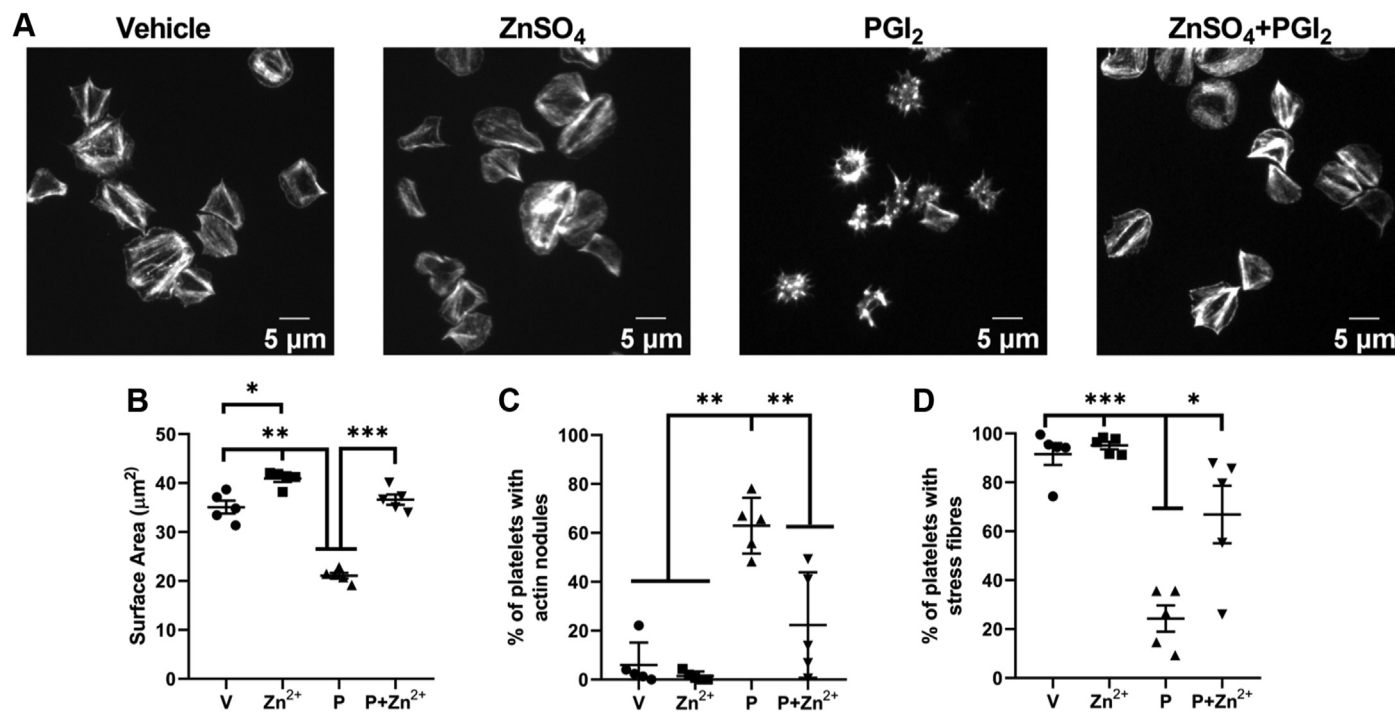 A
Vehicle
ZnSO4
PGI2
ZnSO4+PGI2
5 µm
5 µm
5 µm
5 µm
B
*
**
***
Surface Area (µm²)
50
40
30
20
10
0
V
Zn²⁺
P
P+Zn²⁺
C
**
**
% of platelets with
actin nodules
100
80
60
40
20
0
V
Zn²⁺
P
P+Zn²⁺
D
***
*
% of platelets with
stress fibres
100
80
60
40
20
0
V
Zn²⁺
P
P+Zn²⁺